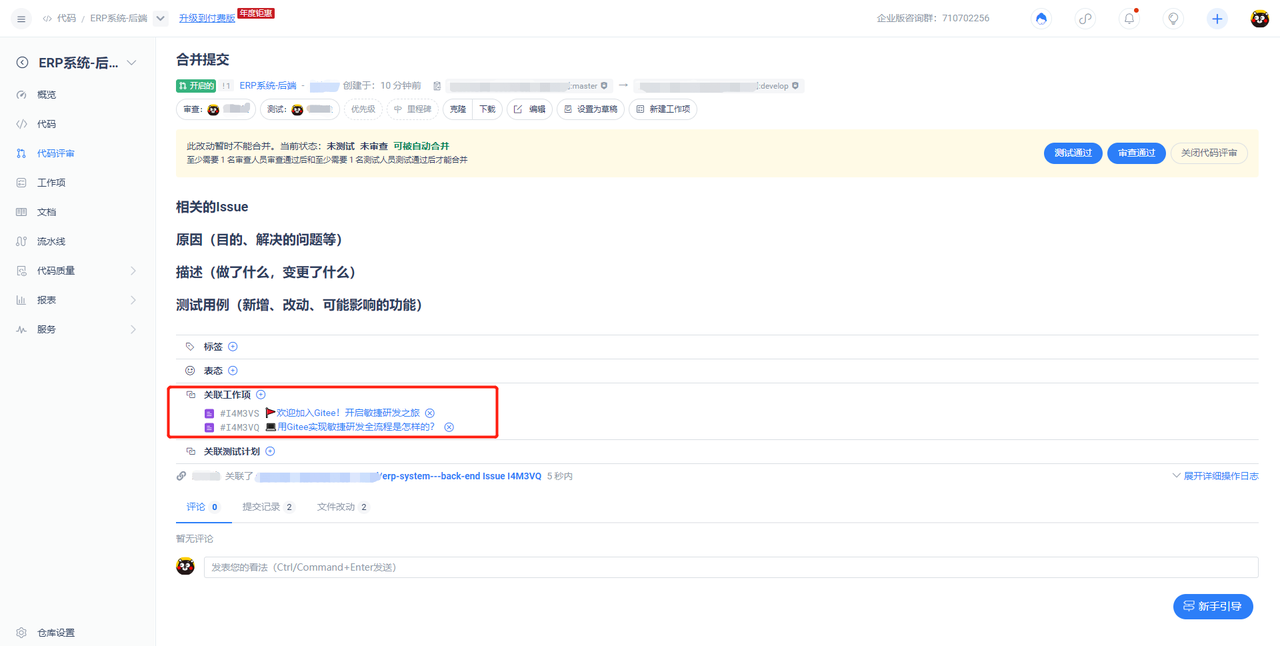 代码 / ERP系统-后端 升级到付费版 年度钜惠 企业版咨询群：710702256
ERP系统-后...
概览
代码
代码评审
工作项
文档
流水线
代码质量
报表
服务
仓库设置
合并提交
开启的 !1 ERP系统-后端 - 创建于：10 分钟前 :master → :develop
审查： 测试： 优先级 里程碑 克隆 下载 编辑 设置为草稿 新建工作项
此改动暂时不能合并。当前状态：未测试 未审查 可被自动合并
至少需要 1 名审查人员审查通过后和至少需要 1 名测试人员测试通过后才能合并
测试通过 审查通过 关闭代码评审
相关的Issue
原因（目的、解决的问题等）
描述（做了什么，变更了什么）
测试用例（新增、改动、可能影响的功能）
标签
表态
关联工作项
#I4M3VS 🚩欢迎加入Gitee！开启敏捷研发之旅
#I4M3VQ 💻用Gitee实现敏捷研发全流程是怎样的？
关联测试计划
关联了 /erp-system---back-end Issue I4M3VQ 5 秒内 展开详细操作日志
评论 0 提交记录 2 文件改动 2
暂无评论
发表您的看法（Ctrl/Command+Enter发送）
新手引导